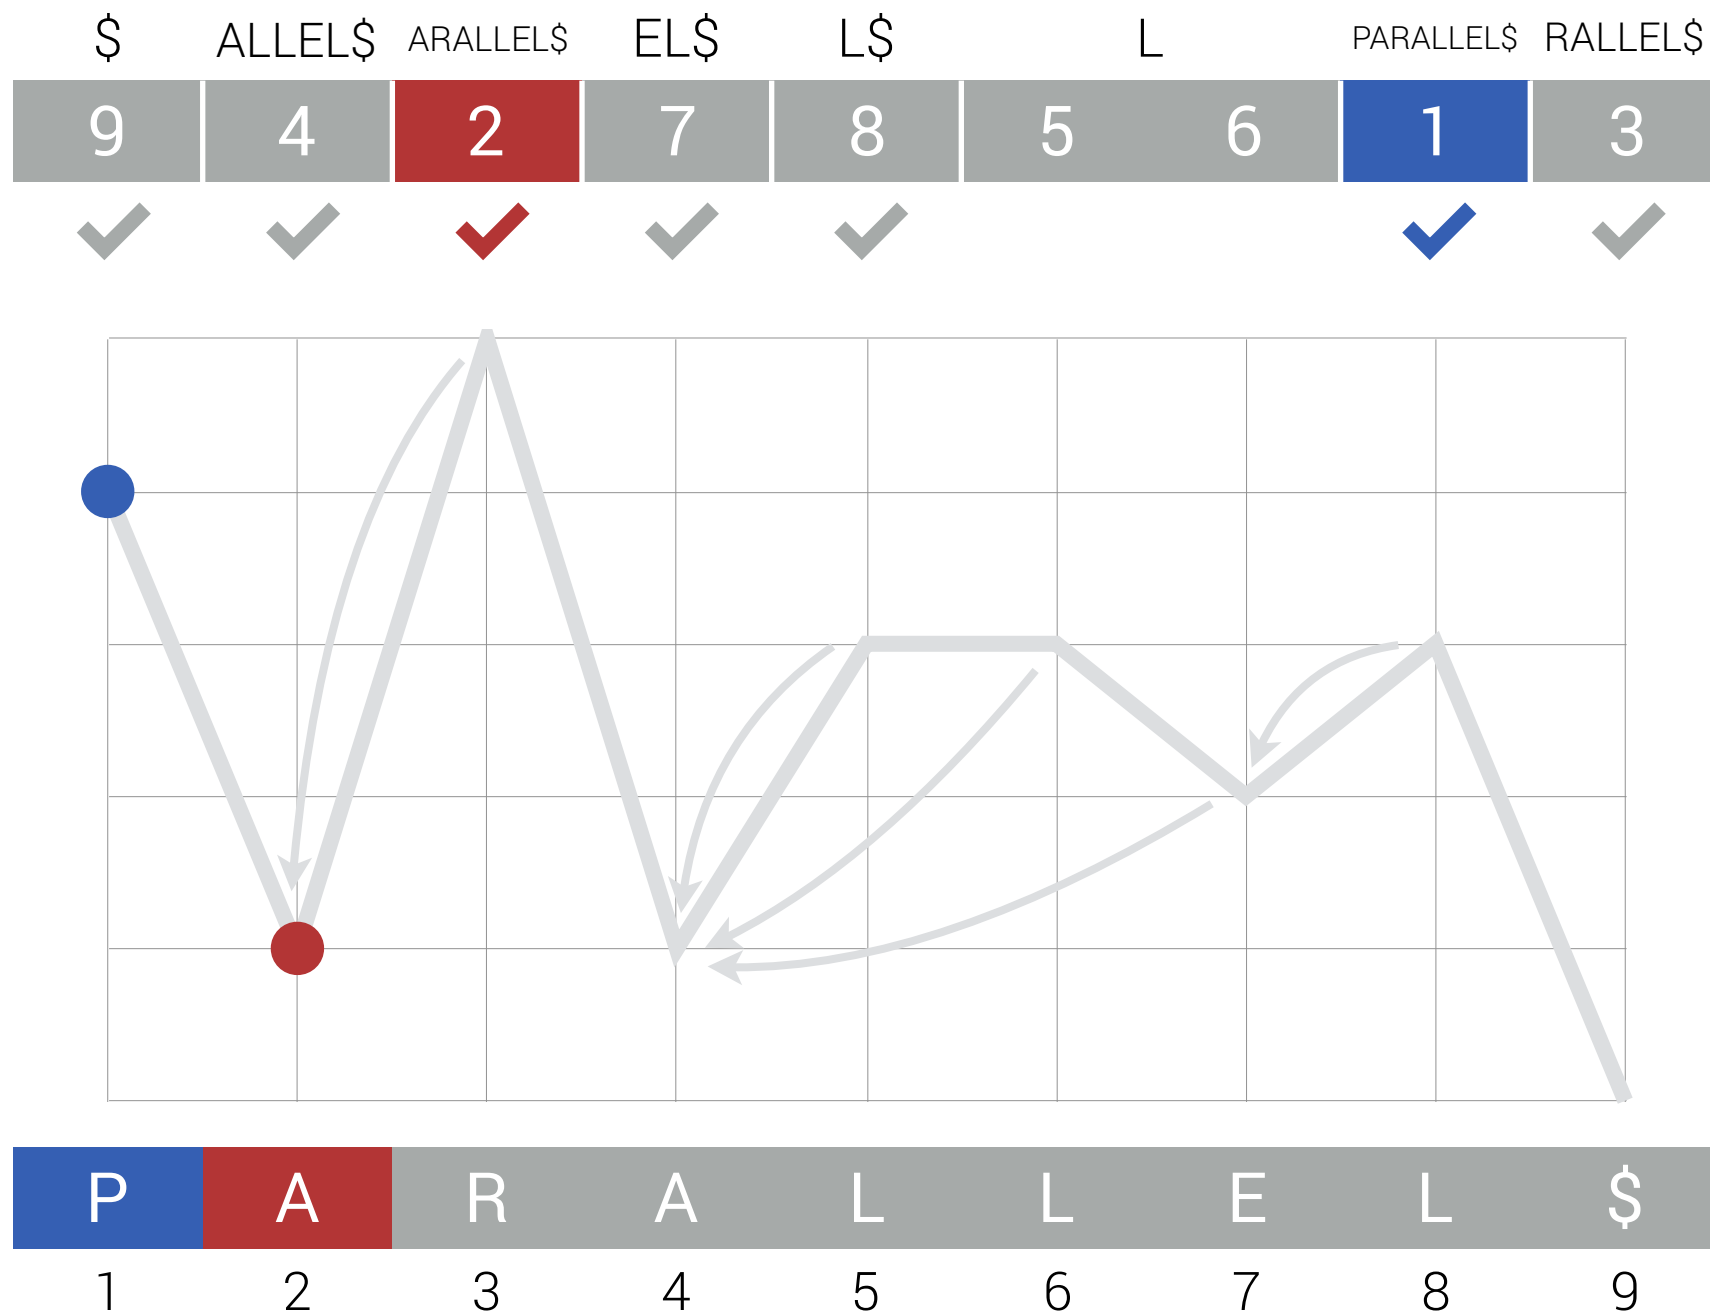 $ ALLEL$ ARALLEL$ EL$ L$ L PARALLEL$ RALLEL$
9 4 2 7 8 5 6 1 3
P A R A L L E L $
1 2 3 4 5 6 7 8 9